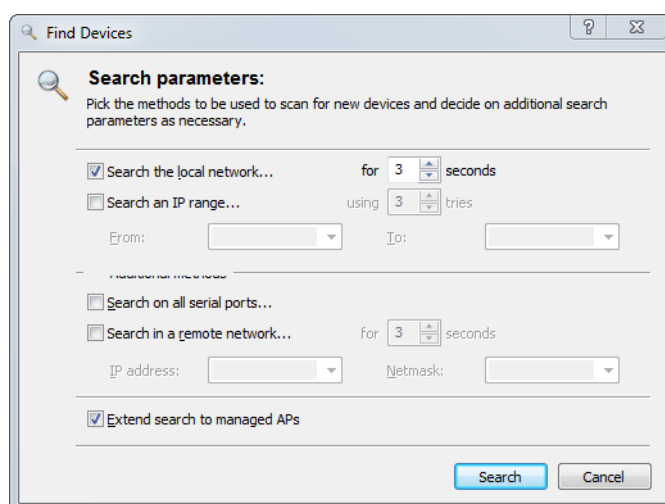 Find Devices
Search parameters:
Pick the methods to be used to scan for new devices and decide on additional search
parameters as necessary.
Search the local network... for 3 seconds
Search an IP range... using 3 tries
From: To:
Additional methods
Search on all serial ports...
Search in a remote network... for 3 seconds
IP address: Netmask:
Extend search to managed APs
Search Cancel